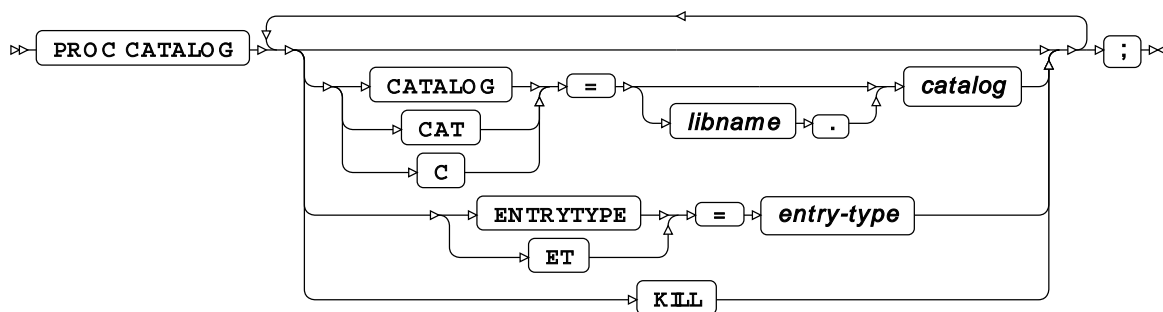 PROC CATALOG ;
CATALOG = catalog
CAT libname .
C
ENTRYTYPE = entry-type
ET
KILL